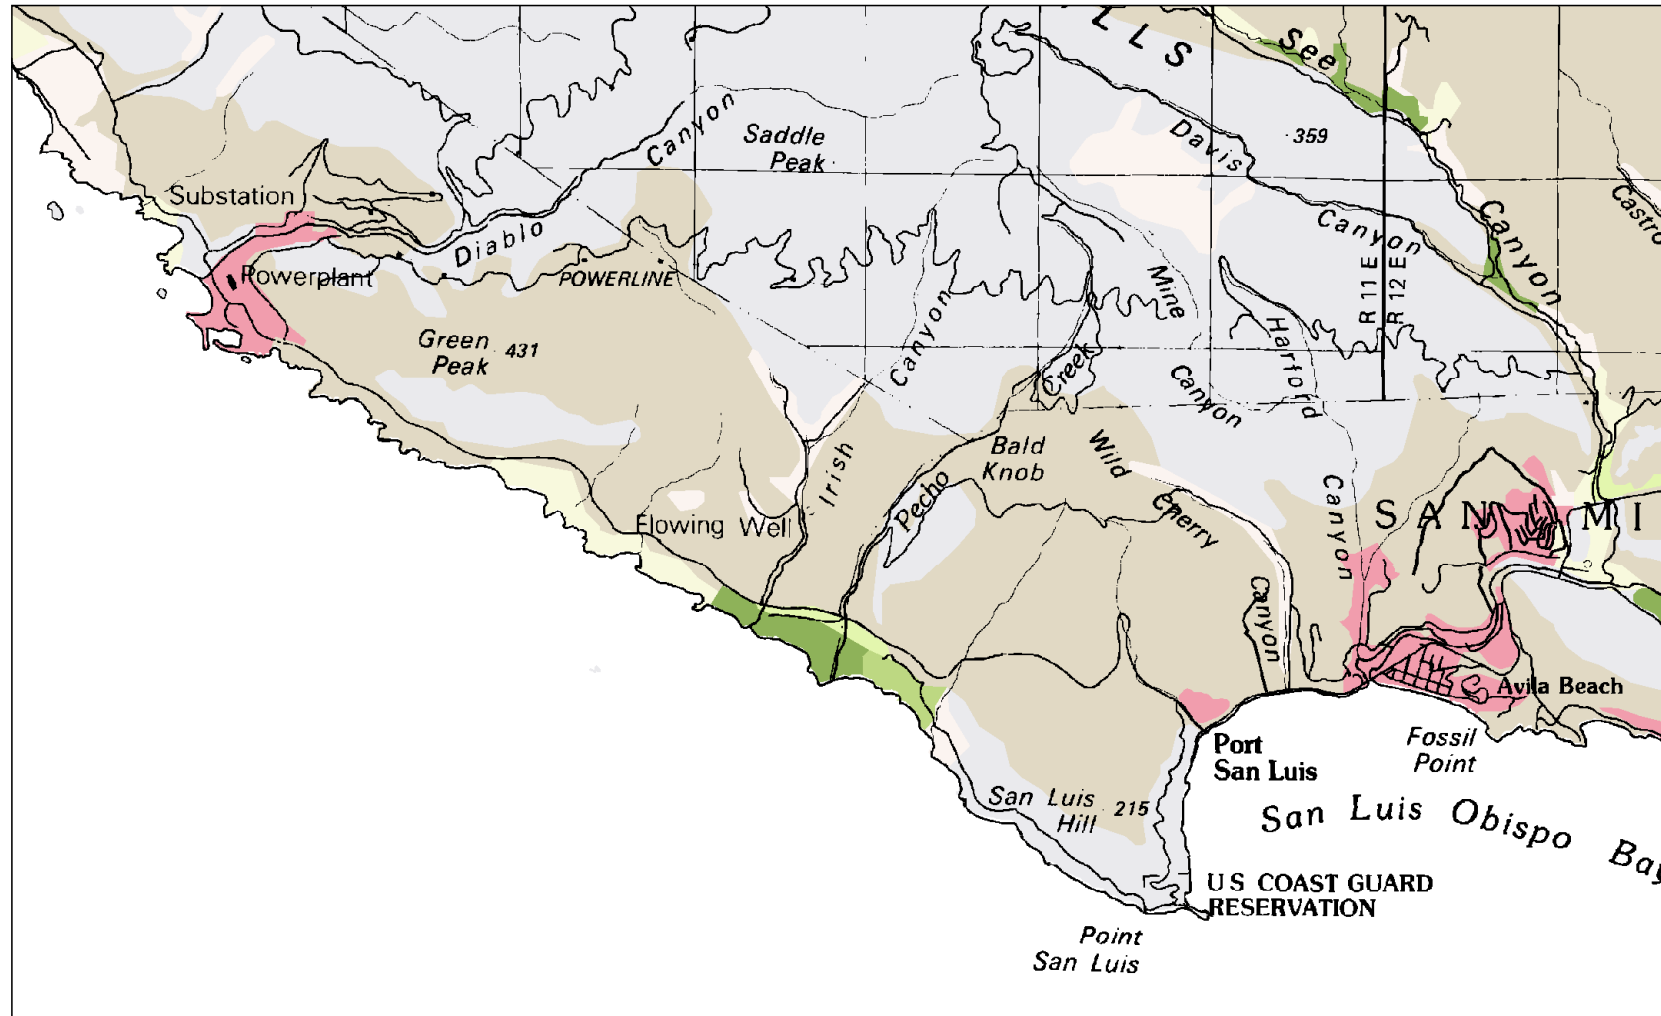 LLS
See
Canyon
359
Saddle
Peak
Davis
Canyon
Castro
Canyon
Substation
Diablo
Powerplant
POWERLINE
Mine
Canyon
R 11 E
R 12 E
Canyon
Harford
Canyon
Green
Peak
431
Creek
Pecho
Irish
Bald
Knob
Wild
Cherry
Canyon
Flowing Well
SAN MI
Avila Beach
Fossil
Point
Port
San Luis
San Luis
Hill
215
San Luis Obispo Bay
U S COAST GUARD
RESERVATION
Point
San Luis